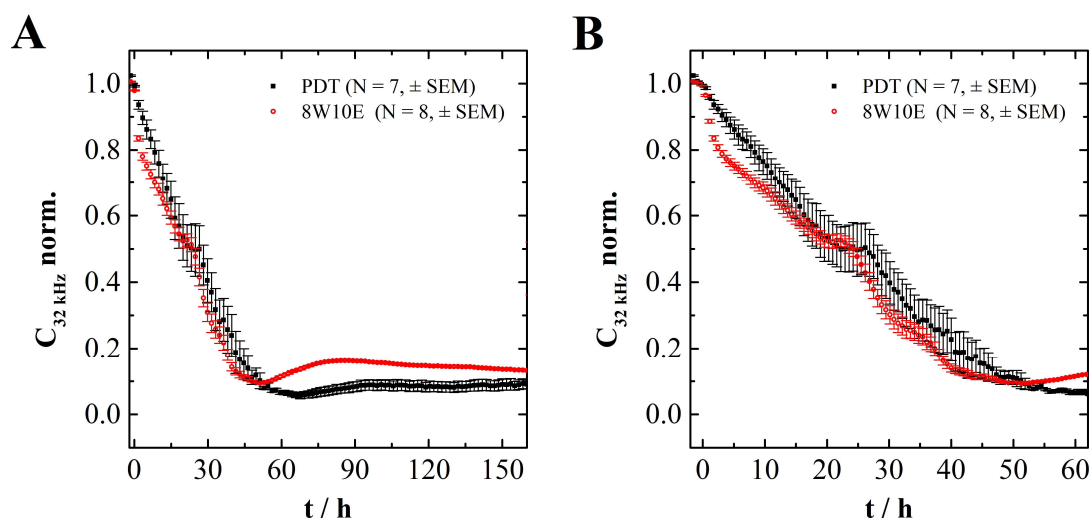 A
C32 kHz norm.
1.0
0.8
0.6
0.4
0.2
0.0
PDT (N = 7, ± SEM)
8W10E (N = 8, ± SEM)
0 30 60 90 120 150
t / h
B
C32 kHz norm.
1.0
0.8
0.6
0.4
0.2
0.0
PDT (N = 7, ± SEM)
8W10E (N = 8, ± SEM)
0 10 20 30 40 50 60
t / h